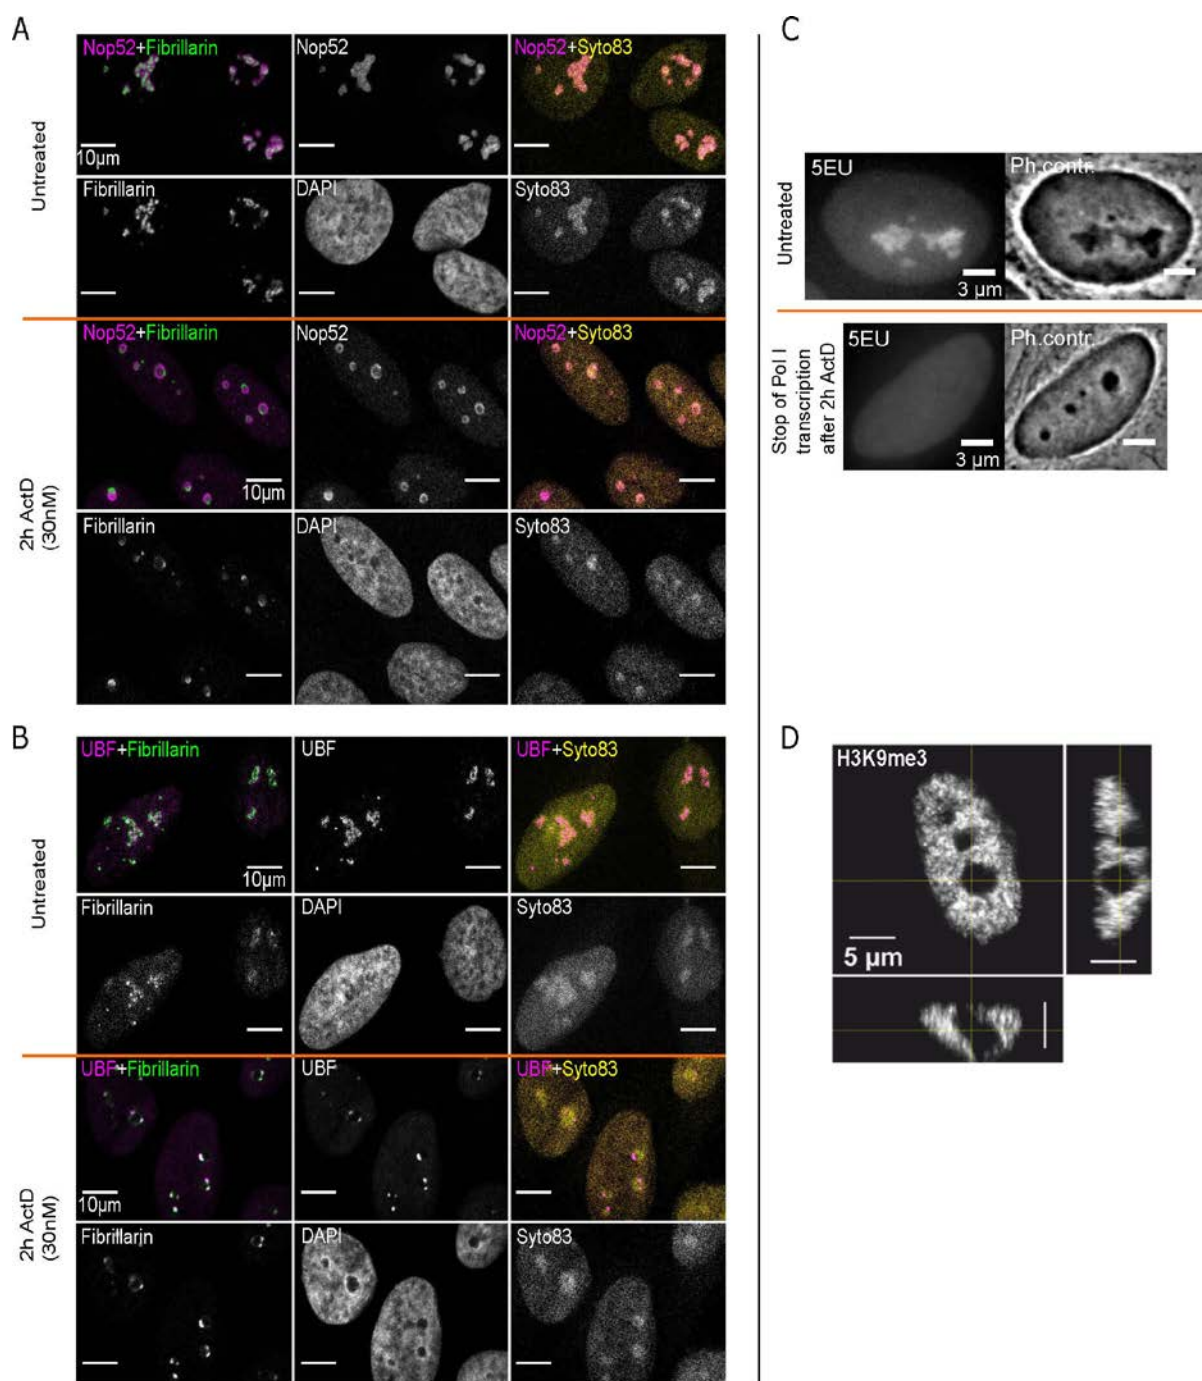 A
Untreated
Nop52+Fibrillarin
10µm
Nop52
Nop52+Syto83
Fibrillarin
DAPI
Syto83
2h ActD
(30nM)
Nop52+Fibrillarin
10µm
Nop52
Nop52+Syto83
Fibrillarin
DAPI
Syto83
B
Untreated
UBF+Fibrillarin
10µm
UBF
UBF+Syto83
Fibrillarin
DAPI
Syto83
2h ActD
(30nM)
UBF+Fibrillarin
10µm
UBF
UBF+Syto83
Fibrillarin
DAPI
Syto83
C
Untreated
5EU
3 µm
Ph.contr.
Stop of Pol I
transcription
after 2h ActD
5EU
3 µm
Ph.contr.
D
H3K9me3
5 µm